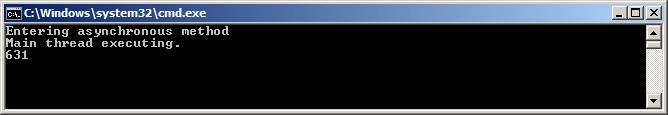 C:\Windows\system32\cmd.exe
Entering asynchronous method
Main thread executing.
631